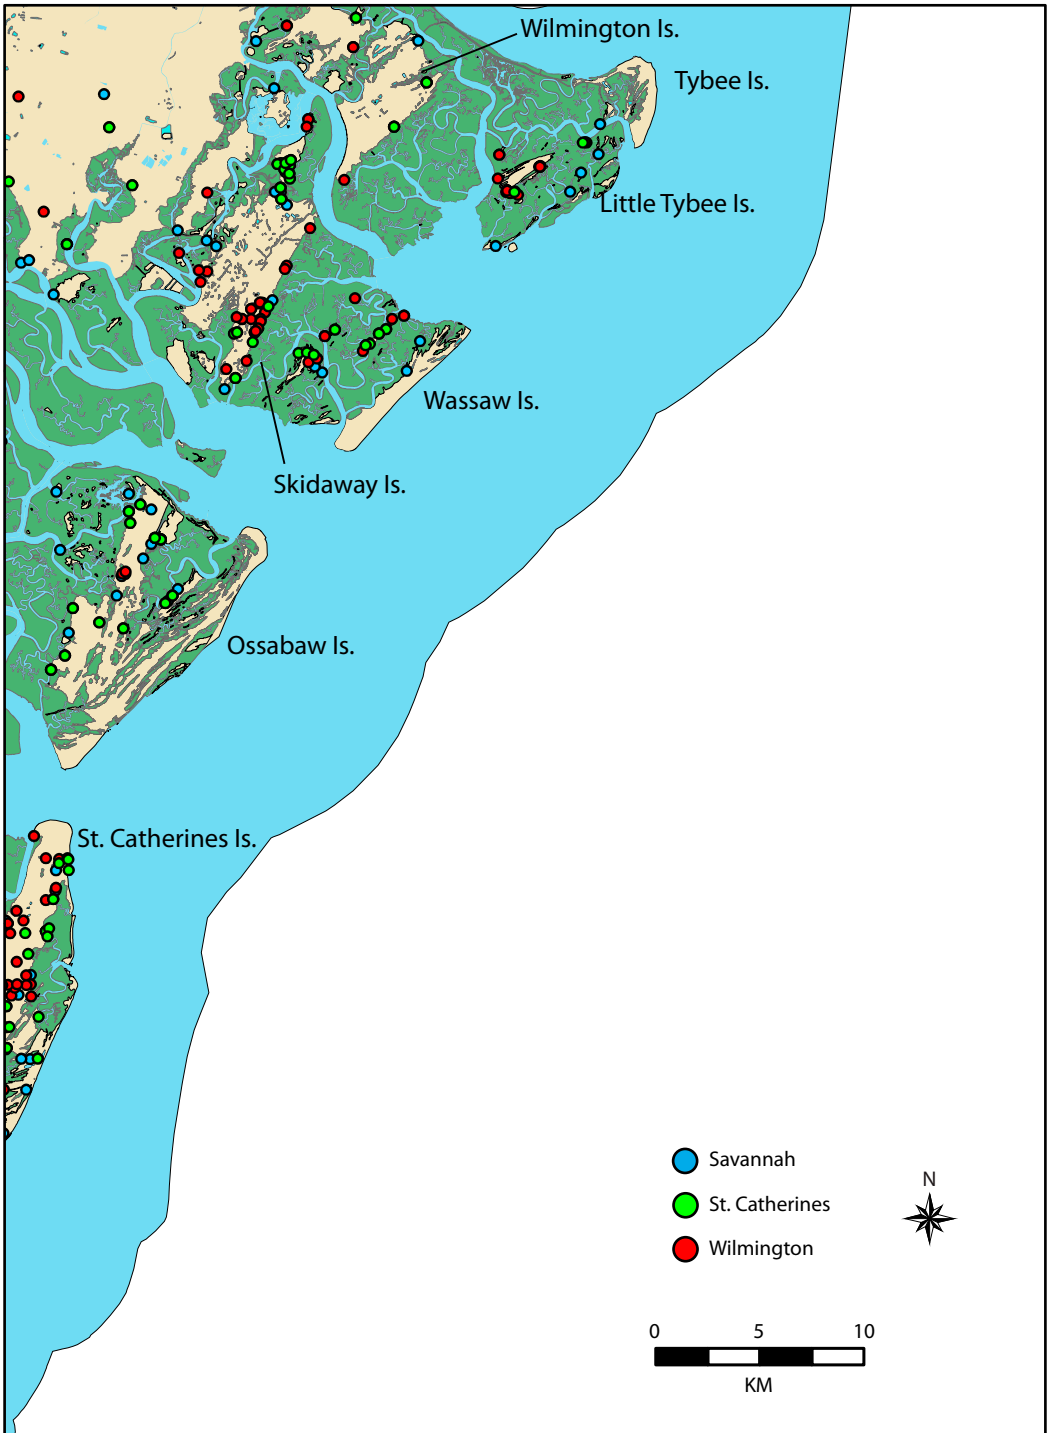 Wilmington Is.
Tybee Is.
Little Tybee Is.
Wassaw Is.
Skidaway Is.
Ossabaw Is.
St. Catherines Is.
Savannah
St. Catherines
Wilmington
N
0 5 10
KM